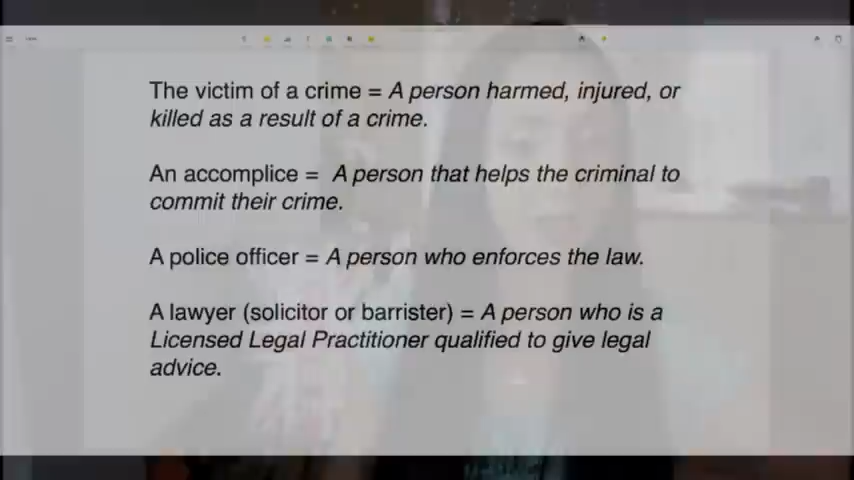 The victim of a crime = A person harmed, injured, or
killed as a result of a crime.
An accomplice = A person that helps the criminal to
commit their crime.
A police officer = A person who enforces the law.
A lawyer (solicitor or barrister) = A person who is a
Licensed Legal Practitioner qualified to give legal
advice.